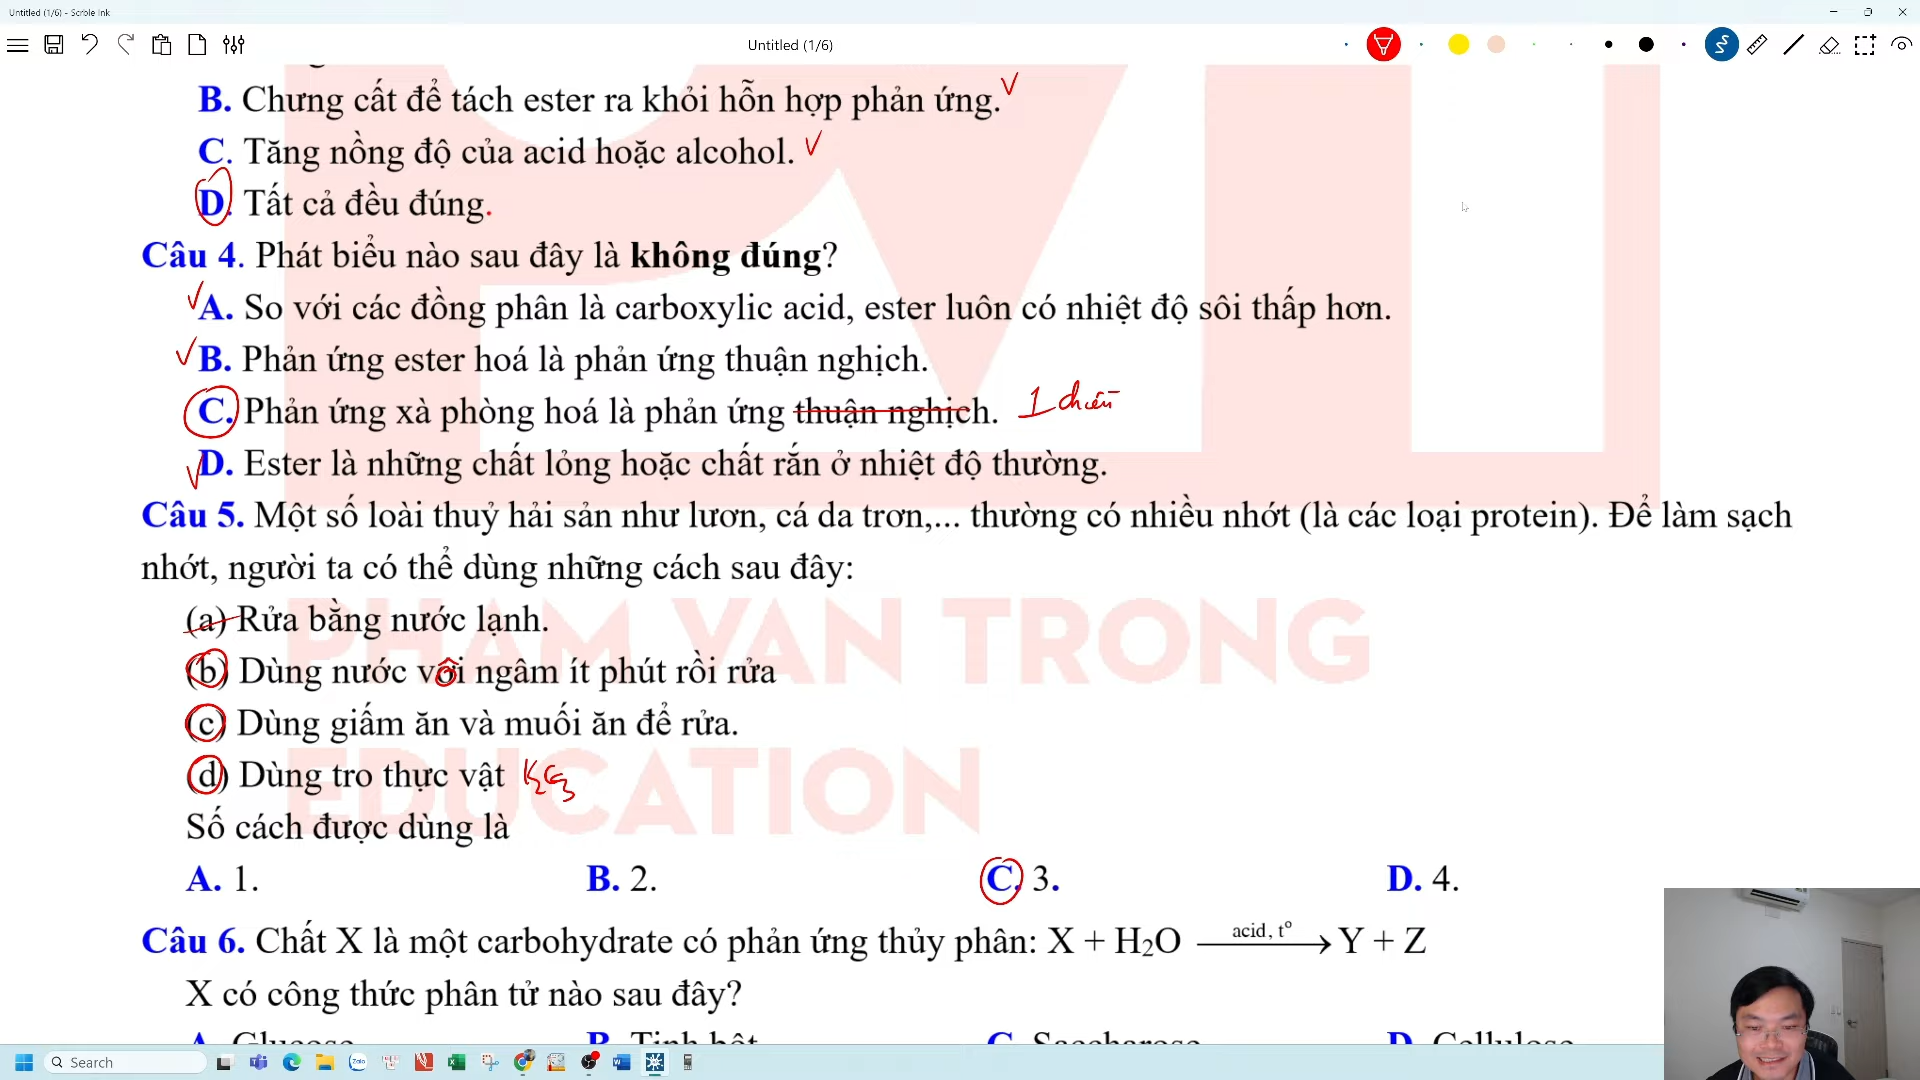 Untitled (1/6) - Scrble Ink
Untitled (1/6)
B. Chưng cất để tách ester ra khỏi hỗn hợp phản ứng.
C. Tăng nồng độ của acid hoặc alcohol.
D. Tất cả đều đúng.
Câu 4. Phát biểu nào sau đây là không đúng?
A. So với các đồng phân là carboxylic acid, ester luôn có nhiệt độ sôi thấp hơn.
B. Phản ứng ester hoá là phản ứng thuận nghịch.
C. Phản ứng xà phòng hoá là phản ứng thuận nghịch. 1 chiều
D. Ester là những chất lỏng hoặc chất rắn ở nhiệt độ thường.
Câu 5. Một số loài thuỷ hải sản như lươn, cá da trơn,... thường có nhiều nhớt (là các loại protein). Để làm sạch
nhớt, người ta có thể dùng những cách sau đây:
(a) Rửa bằng nước lạnh.
(b) Dùng nước vôi ngâm ít phút rồi rửa
(c) Dùng giấm ăn và muối ăn để rửa.
(d) Dùng tro thực vật K2CO3
Số cách được dùng là
A. 1. B. 2. C. 3. D. 4.
Câu 6. Chất X là một carbohydrate có phản ứng thủy phân: X + H₂O acid, t° → Y + Z
X có công thức phân tử nào sau đây?
A. Glucose B. Tinh bột C. Saccharose D. Cellulose
PHAM VAN TRONG
EDUCATION
Search